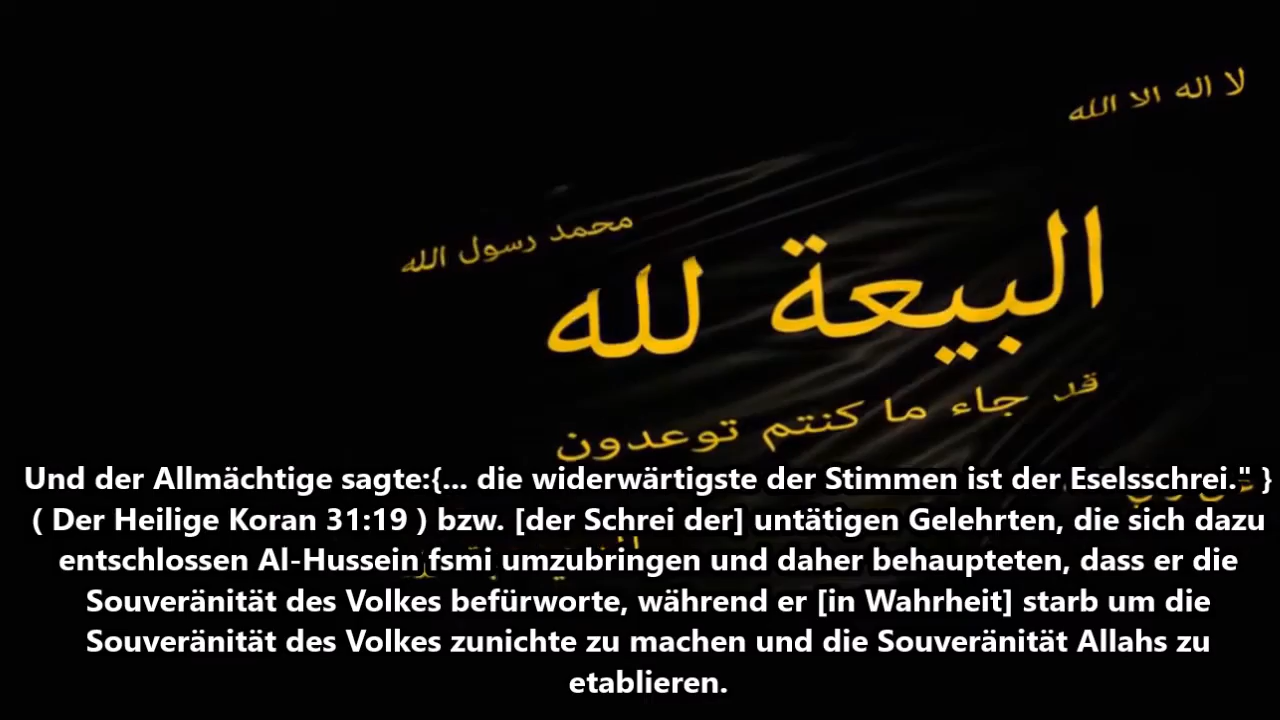 لا اله الا الله
محمد رسول الله
البيعة لله
قد جاء ما كنتم توعدون
Und der Allmächtige sagte:{... die widerwärtigste der Stimmen ist der Eselsschrei." }
( Der Heilige Koran 31:19 ) bzw. [der Schrei der] untätigen Gelehrten, die sich dazu
entschlossen Al-Hussein fsmi umzubringen und daher behaupteten, dass er die
Souveränität des Volkes befürworte, während er [in Wahrheit] starb um die
Souveränität des Volkes zunichte zu machen und die Souveränität Allahs zu
etablieren.